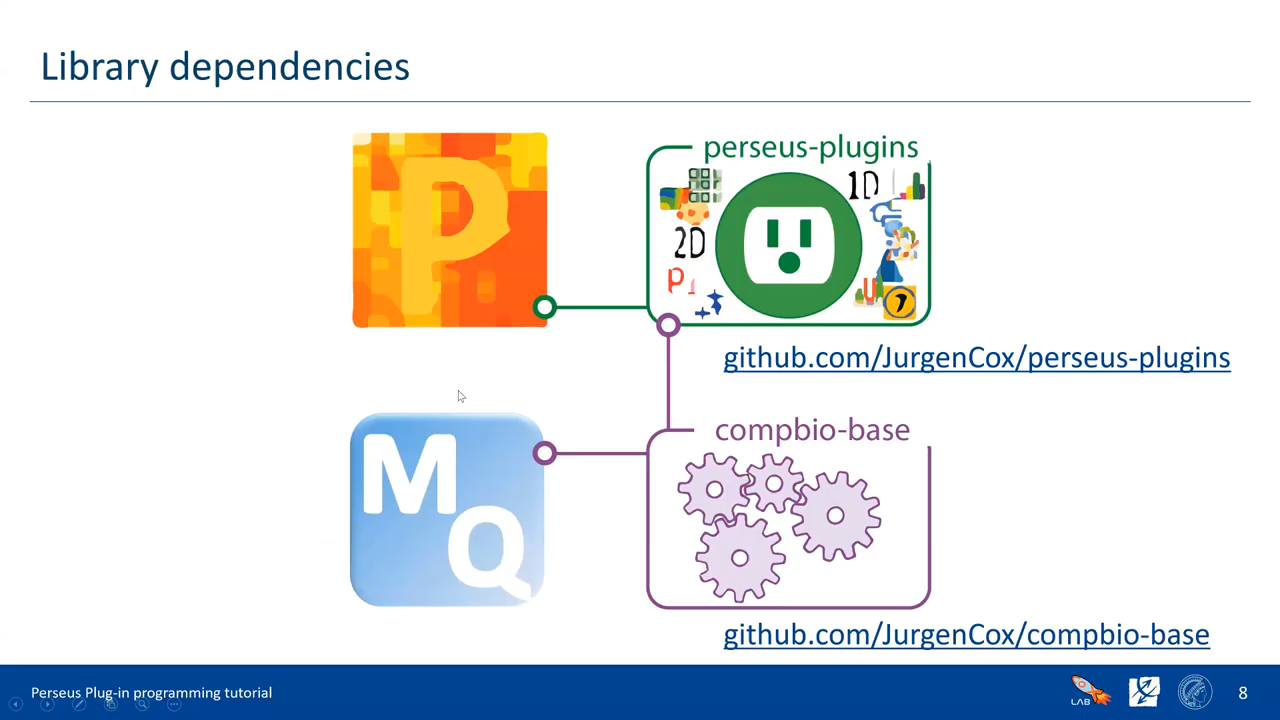 Library dependencies
P
perseus-plugins
1D
2D
github.com/JurgenCox/perseus-plugins
MQ
compbio-base
github.com/JurgenCox/compbio-base
Perseus Plug-in programming tutorial
LAB
8